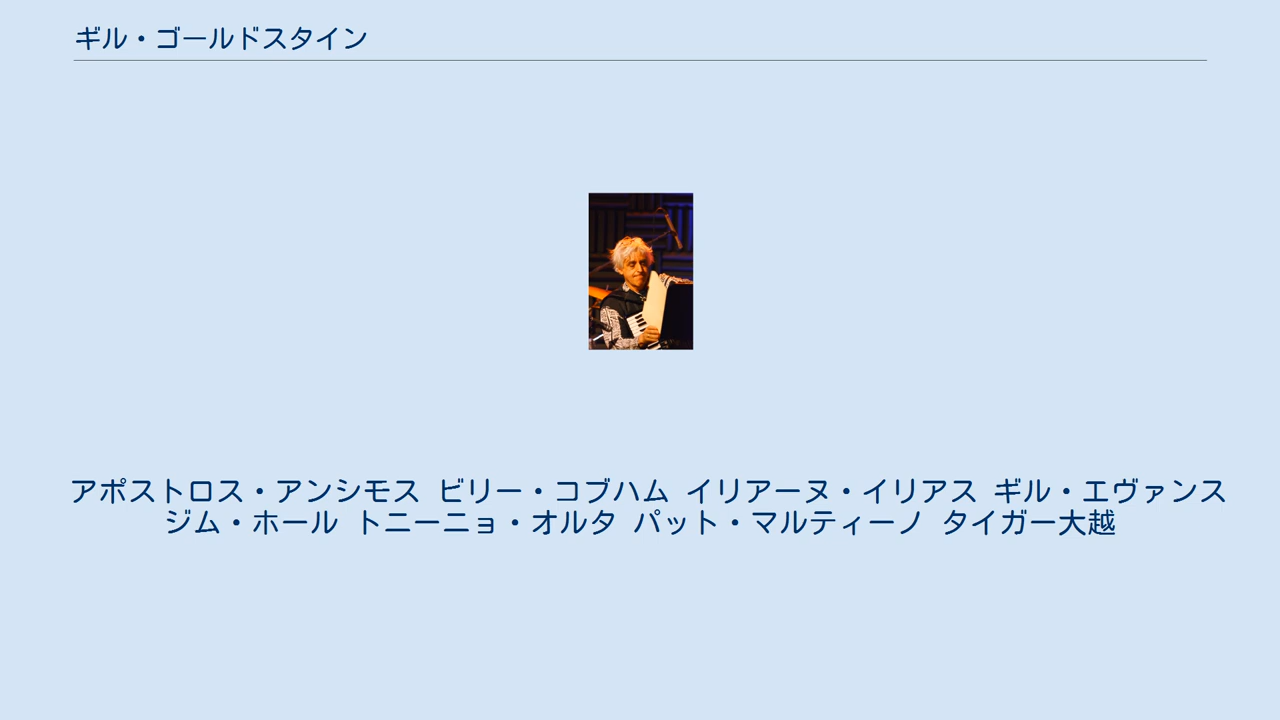 ギル・ゴールドスタイン
アポストロス・アンシモス ビリー・コブハム イリアーヌ・イリアス ギル・エヴァンス
ジム・ホール トニーニョ・オルタ パット・マルティーノ タイガー大越